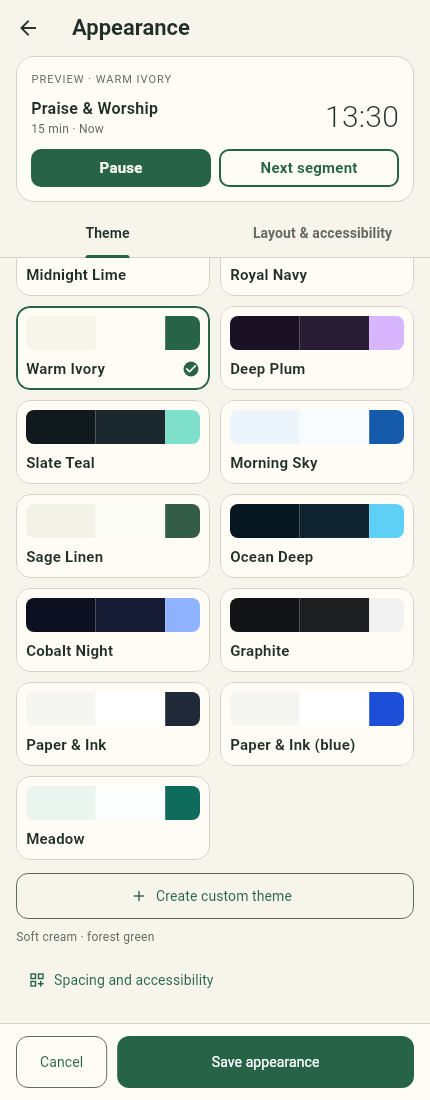 Appearance
PREVIEW · WARM IVORY
Praise & Worship
15 min · Now
13:30
Pause
Next segment
Theme
Layout & accessibility
Midnight Lime
Royal Navy
Warm Ivory
Deep Plum
Slate Teal
Morning Sky
Sage Linen
Ocean Deep
Cobalt Night
Graphite
Paper & Ink
Paper & Ink (blue)
Meadow
Create custom theme
Soft cream · forest green
Spacing and accessibility
Cancel
Save appearance